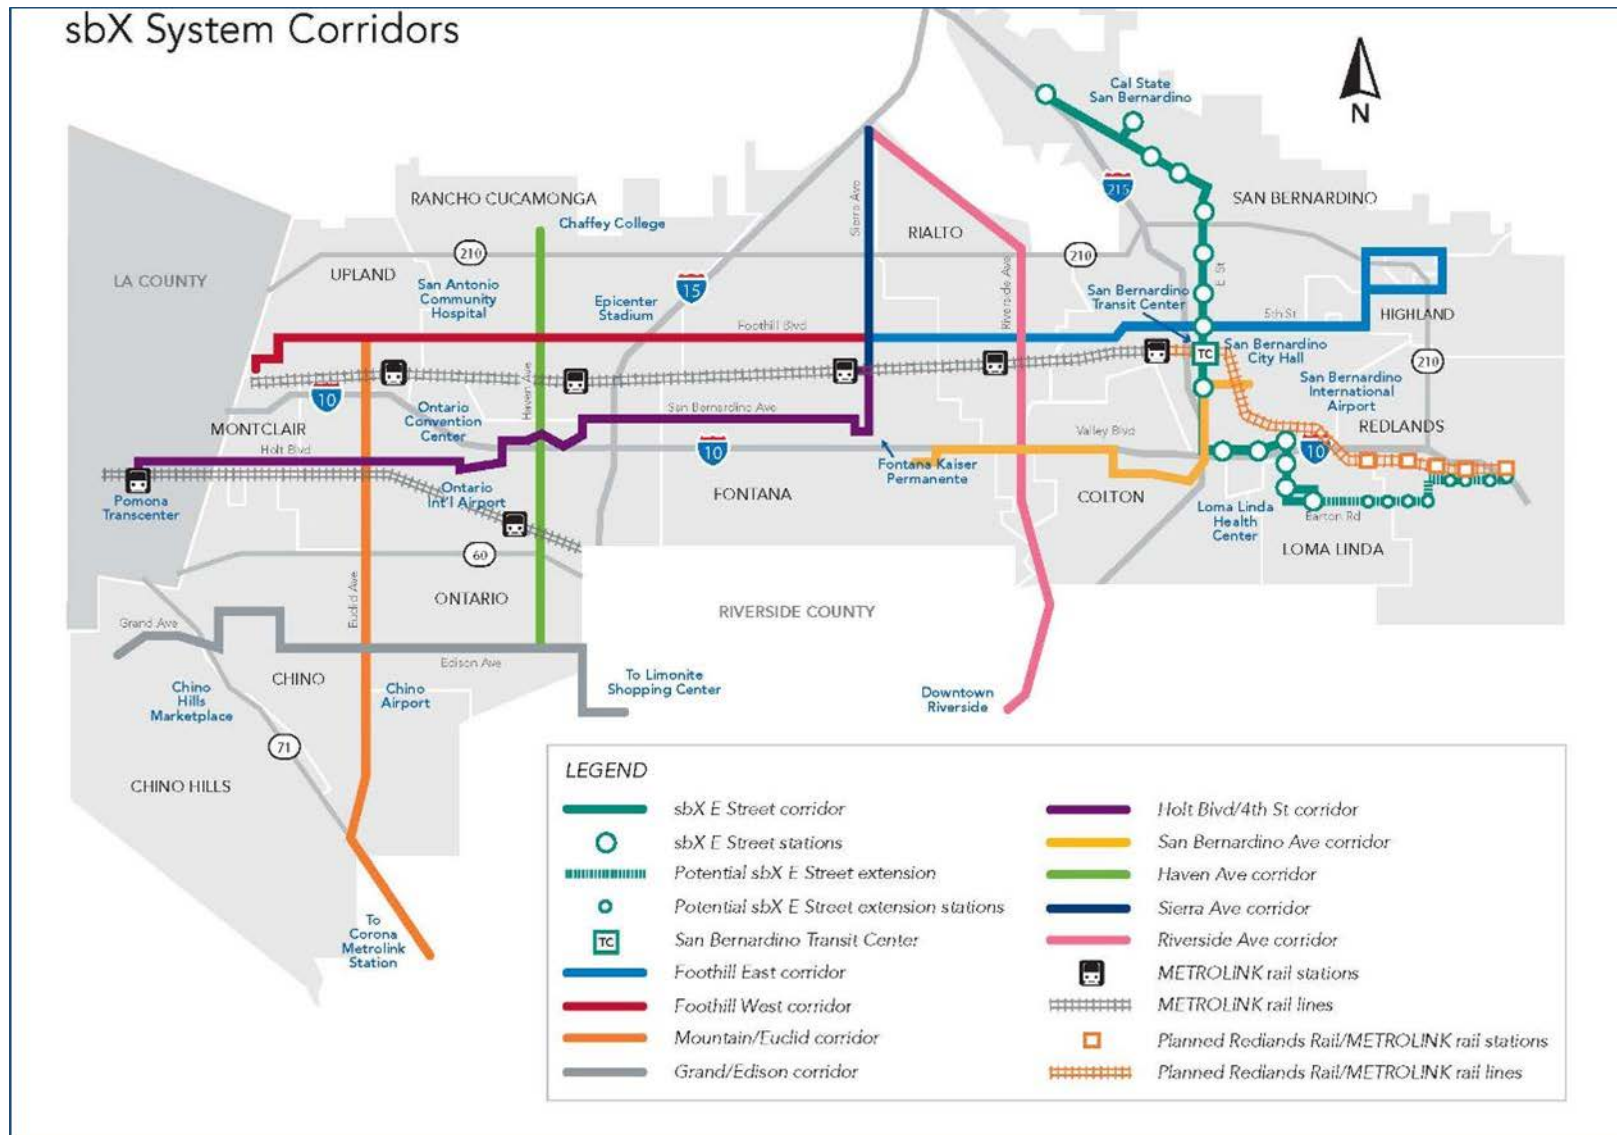 sbX System Corridors
Cal State
San Bernardino
N
215
RANCHO CUCAMONGA
SAN BERNARDINO
Chaffey College
Sierra Ave
RIALTO
210
210
LA COUNTY
UPLAND
San Antonio
Community
Hospital
15
Epicenter
Stadium
Riverside Ave
San Bernardino
Transit Center
E St
Foothill Blvd
5th St
HIGHLAND
TC
San Bernardino
City Hall
210
10
Haven Ave
San Bernardino
International
Airport
Ontario
Convention
Center
San Bernardino Ave
MONTCLAIR
REDLANDS
Holt Blvd
Valley Blvd
10
10
Fontana Kaiser
Permanente
Pomona
Transcenter
Ontario
Int'l Airport
FONTANA
COLTON
Loma Linda
Health
Center
Barton Rd
LOMA LINDA
60
Euclid Ave
ONTARIO
RIVERSIDE COUNTY
Grand Ave
Edison Ave
CHINO
Chino
Hills
Marketplace
Chino
Airport
To Limonite
Shopping Center
Downtown
Riverside
71
CHINO HILLS
To
Corona
Metrolink
Station
LEGEND
sbX E Street corridor
sbX E Street stations
Potential sbX E Street extension
Potential sbX E Street extension stations
TC
San Bernardino Transit Center
Foothill East corridor
Foothill West corridor
Mountain/Euclid corridor
Grand/Edison corridor
Holt Blvd/4th St corridor
San Bernardino Ave corridor
Haven Ave corridor
Sierra Ave corridor
Riverside Ave corridor
METROLINK rail stations
METROLINK rail lines
Planned Redlands Rail/METROLINK rail stations
Planned Redlands Rail/METROLINK rail lines